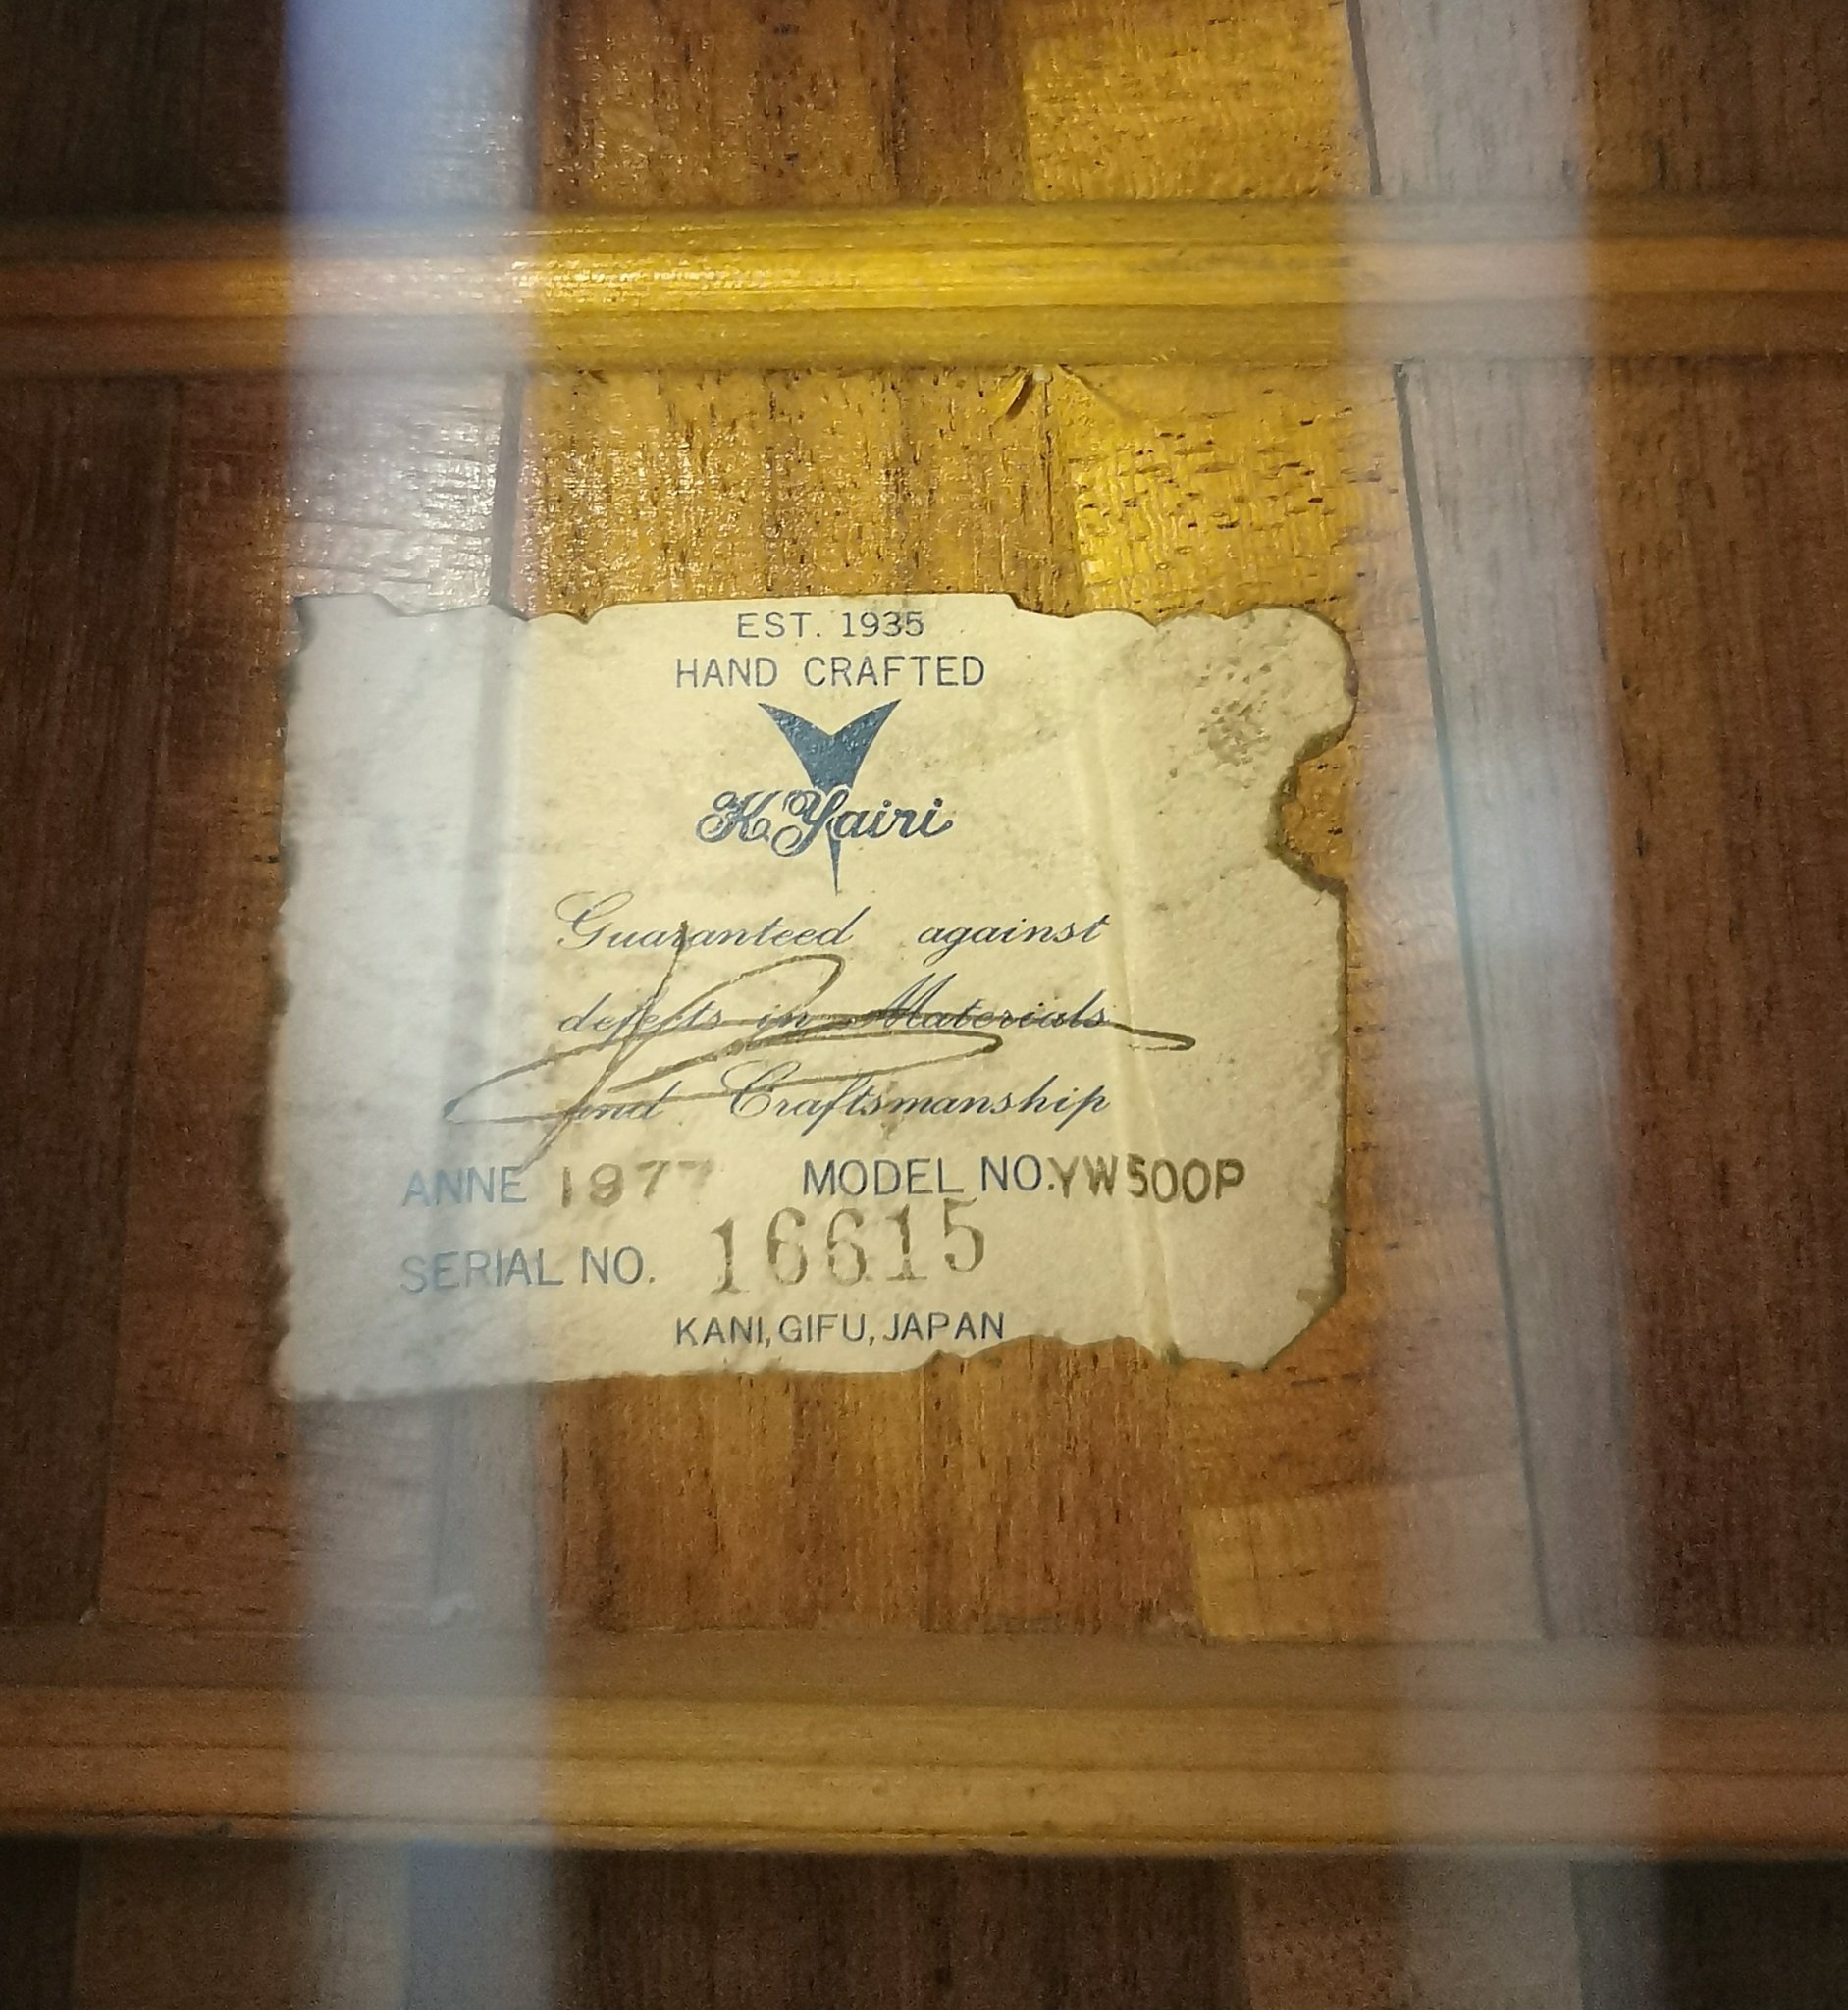 EST. 1935
HAND CRAFTED
K.Yairi
Guaranteed against
defects in Materials
and Craftsmanship
ANNE 1977 MODEL NO.YW500P
SERIAL NO. 16615
KANI,GIFU,JAPAN